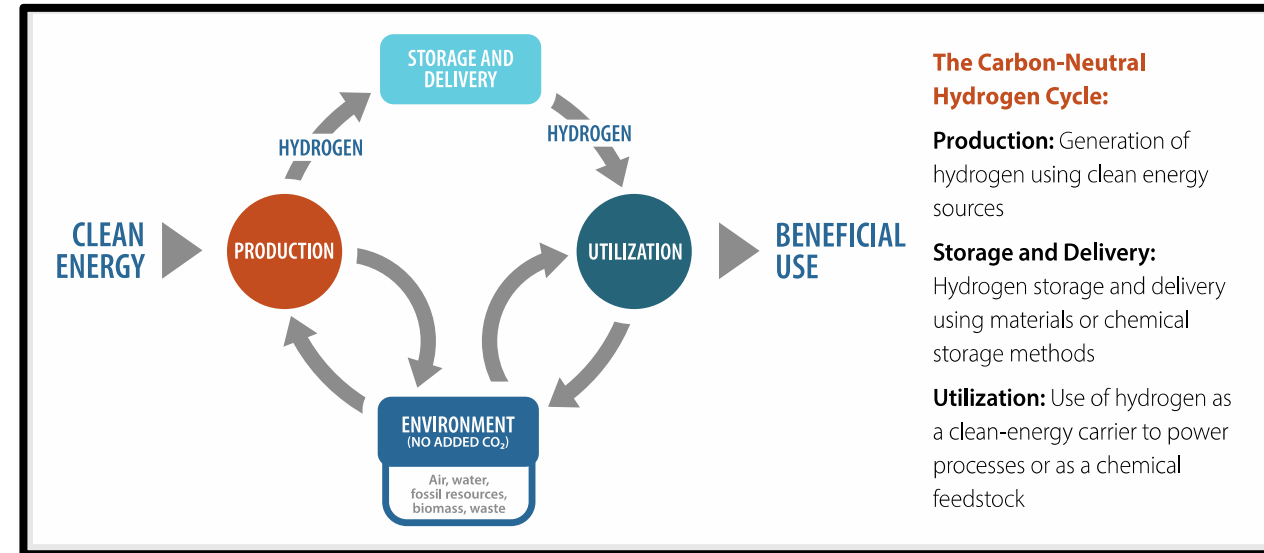 STORAGE AND
DELIVERY
HYDROGEN
HYDROGEN
CLEAN
ENERGY
PRODUCTION
UTILIZATION
BENEFICIAL
USE
ENVIRONMENT
(NO ADDED CO₂)
Air, water,
fossil resources,
biomass, waste
The Carbon-Neutral
Hydrogen Cycle:
Production: Generation of
hydrogen using clean energy
sources
Storage and Delivery:
Hydrogen storage and delivery
using materials or chemical
storage methods
Utilization: Use of hydrogen as
a clean-energy carrier to power
processes or as a chemical
feedstock